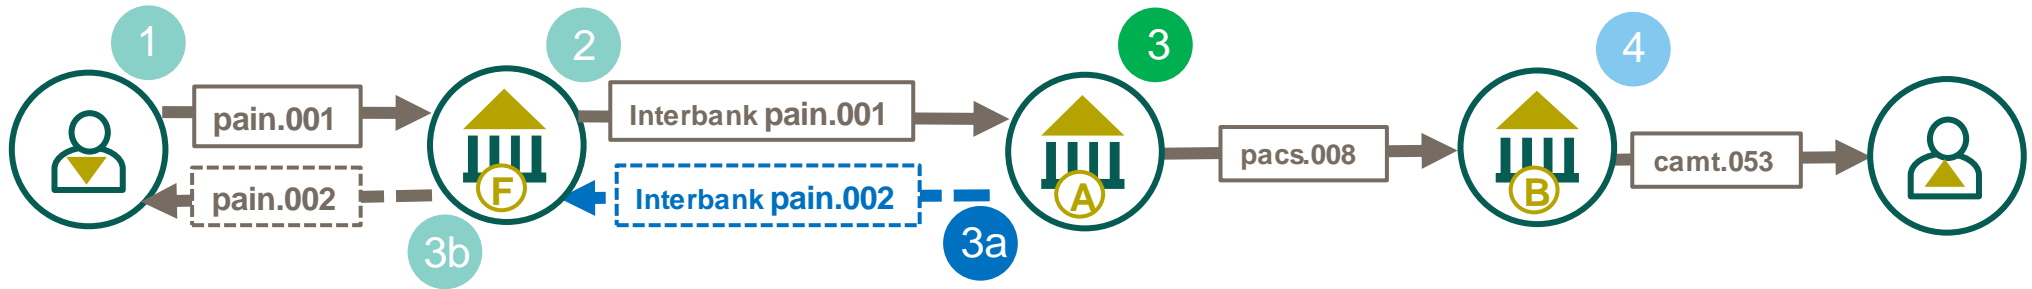 1
2
3
4
pain.001
Interbank pain.001
pacs.008
camt.053
pain.002
Interbank pain.002
F
A
B
3b
3a